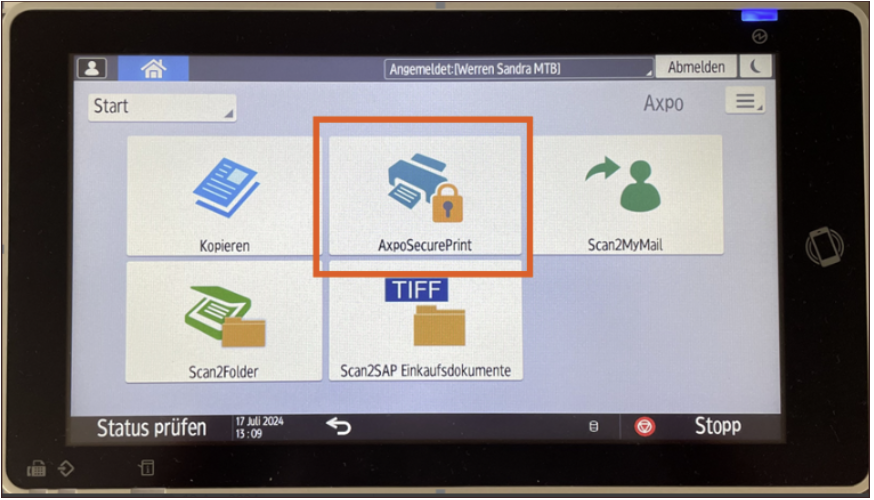 Angemeldet:[Werren Sandra MTB]
Abmelden
Start
Axpo
Kopieren
AxpoSecurePrint
Scan2MyMail
Scan2Folder
TIFF
Scan2SAP Einkaufsdokumente
Status prüfen
17 Juli 2024
13:09
Stopp